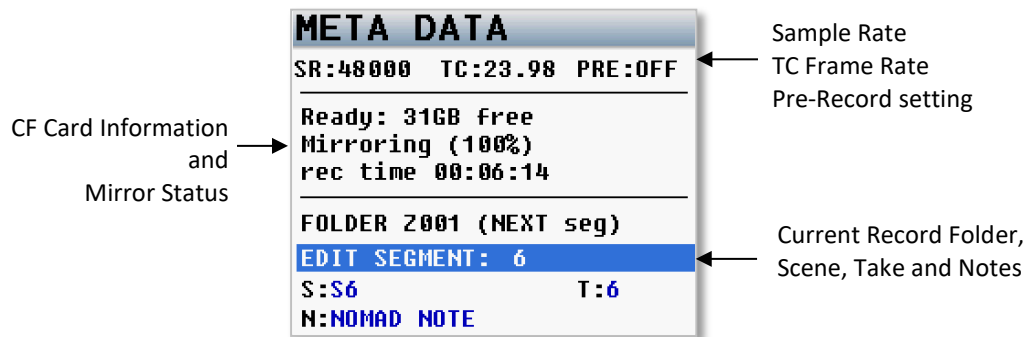 META DATA
SR:48000 TC:23.98 PRE:OFF
Ready: 31GB free
Mirroring (100%)
rec time 00:06:14
FOLDER Z001 (NEXT seg)
EDIT SEGMENT: 6
S:S6 T:6
N:NOMAD NOTE
CF Card Information
and
Mirror Status
Sample Rate
TC Frame Rate
Pre-Record setting
Current Record Folder,
Scene, Take and Notes